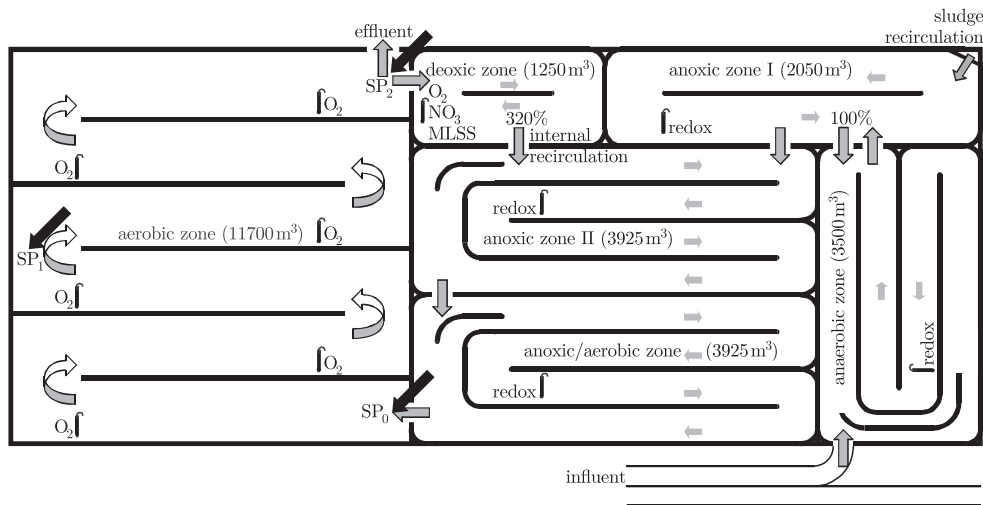 sludge
recirculation
effluent
deoxic zone (1250 m³)
anoxic zone I (2050 m³)
SP₂
O₂
NO₃
MLSS
320%
internal
recirculation
redox
100%
O₂
O₂
redox
anoxic zone II (3925 m³)
anaerobic zone (3500 m³)
aerobic zone (11700 m³)
O₂
SP₁
O₂
anoxic/aerobic zone (3925 m³)
redox
O₂
redox
SP₀
O₂
influent